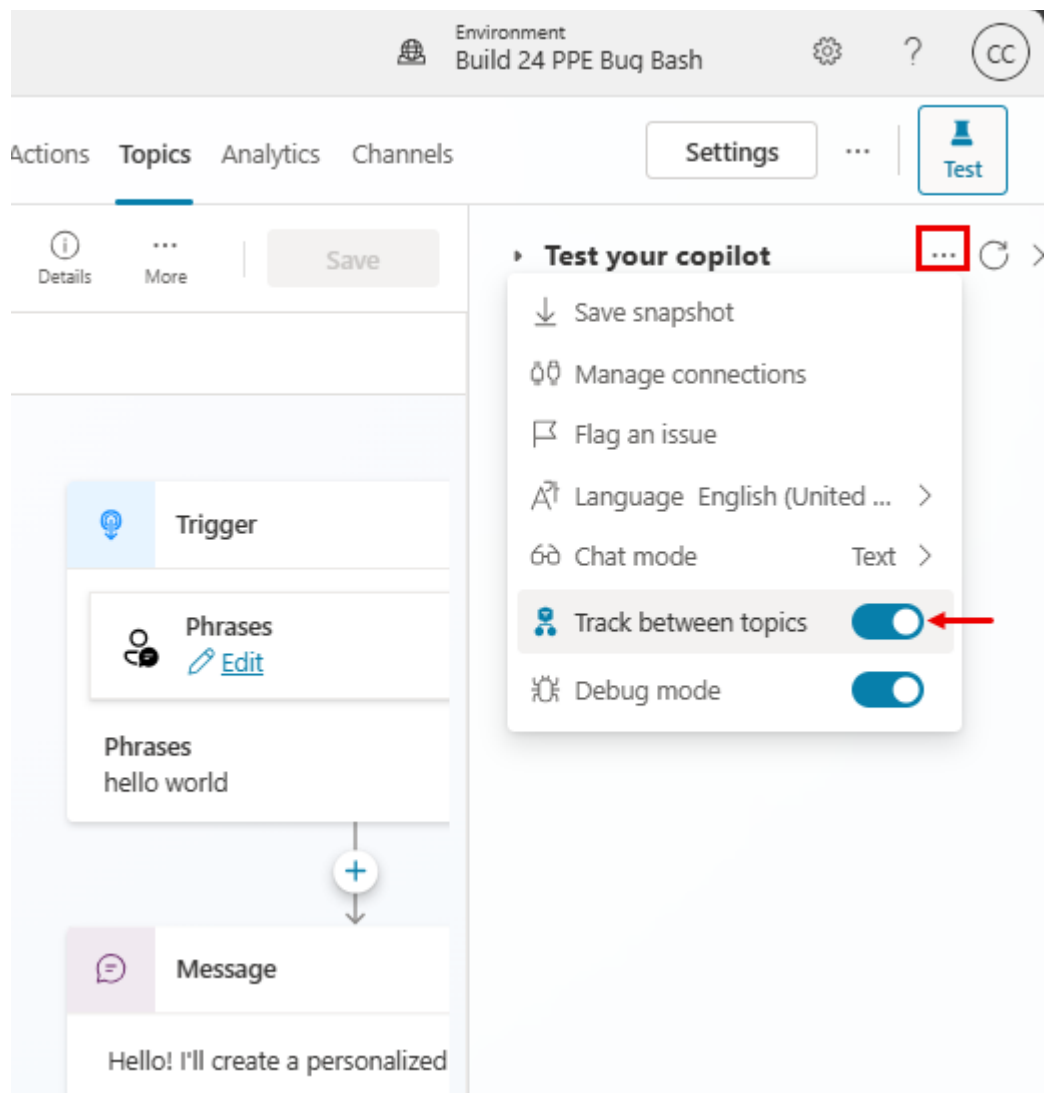 Environment
Build 24 PPE Bug Bash
?
CC
Actions Topics Analytics Channels
Settings
...
Test
Details
...
More
Save
Test your copilot
...
Save snapshot
Manage connections
Flag an issue
Language English (United ...
Chat mode Text
Track between topics
Debug mode
Trigger
Phrases
Edit
Phrases
hello world
Message
Hello! I'll create a personalized